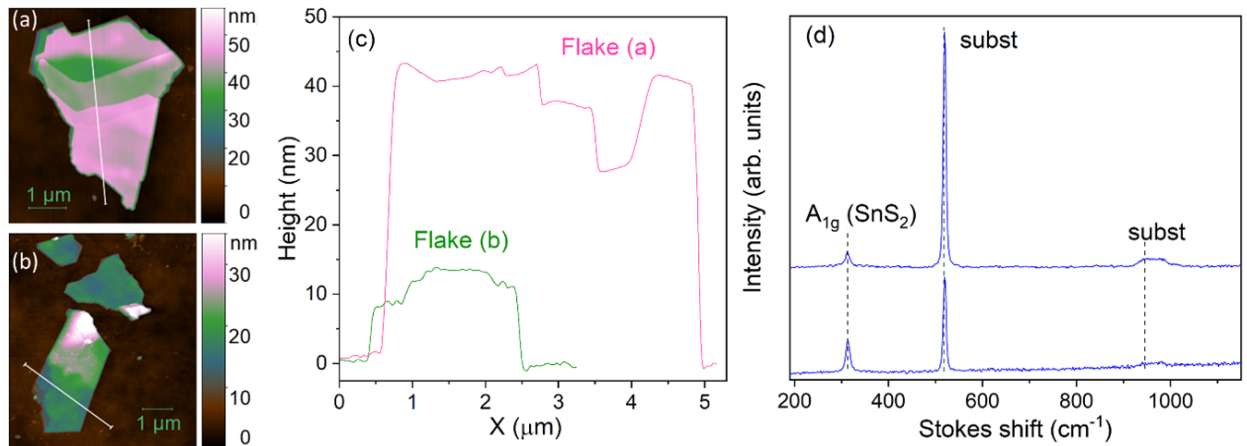 (a)
nm
50
40
30
20
10
0
1 µm
(b)
nm
30
20
10
0
1 µm
(c)
Flake (a)
Flake (b)
Height (nm)
50
40
30
20
10
0
0 1 2 3 4 5
X (µm)
(d)
subst
A1g (SnS2)
subst
Intensity (arb. units)
200 400 600 800 1000
Stokes shift (cm-1)